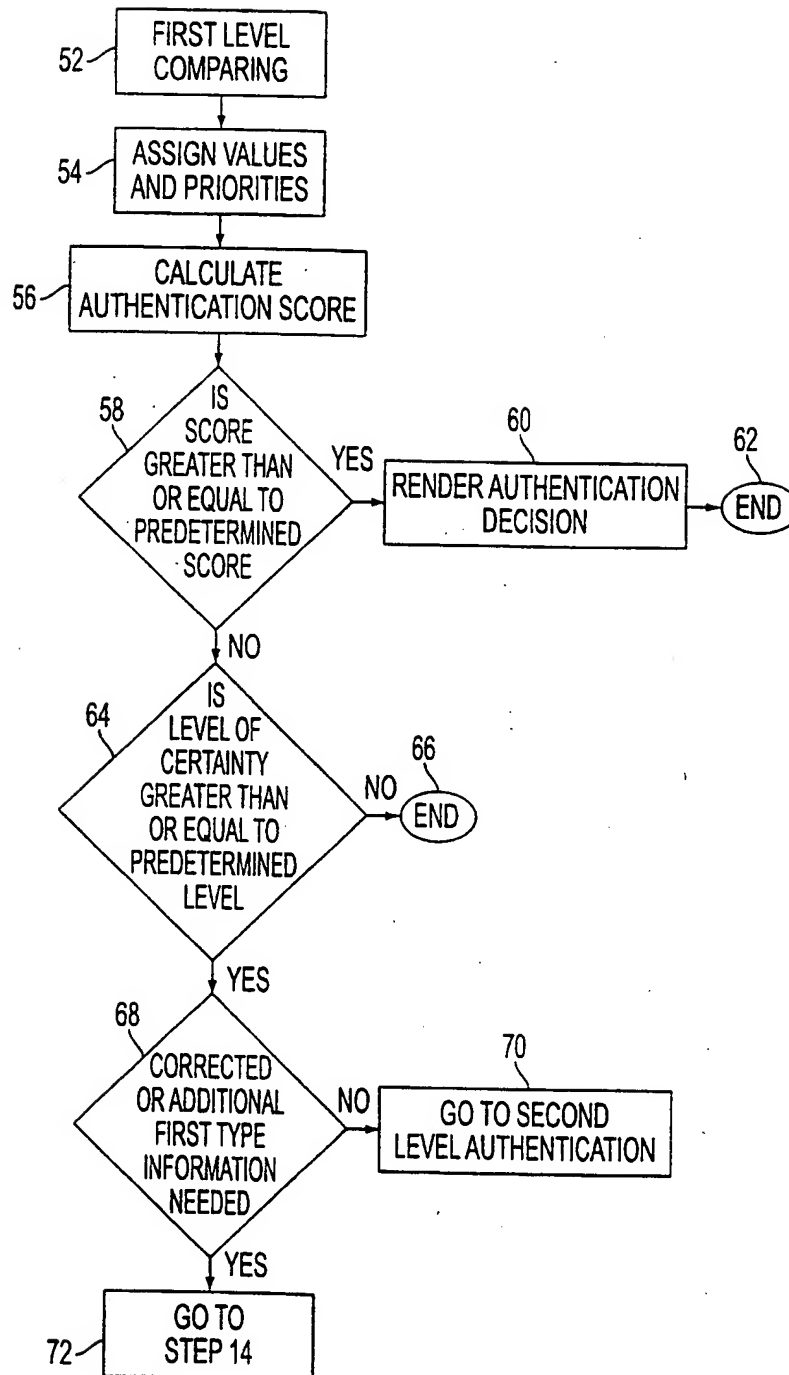 52
FIRST LEVEL
COMPARING
54
ASSIGN VALUES
AND PRIORITIES
56
CALCULATE
AUTHENTICATION SCORE
58
IS
SCORE
GREATER THAN
OR EQUAL TO
PREDETERMINED
SCORE
YES
60
RENDER AUTHENTICATION
DECISION
62
END
NO
64
IS
LEVEL OF
CERTAINTY
GREATER THAN
OR EQUAL TO
PREDETERMINED
LEVEL
NO
66
END
YES
68
CORRECTED
OR ADDITIONAL
FIRST TYPE
INFORMATION
NEEDED
NO
70
GO TO SECOND
LEVEL AUTHENTICATION
YES
72
GO TO
STEP 14